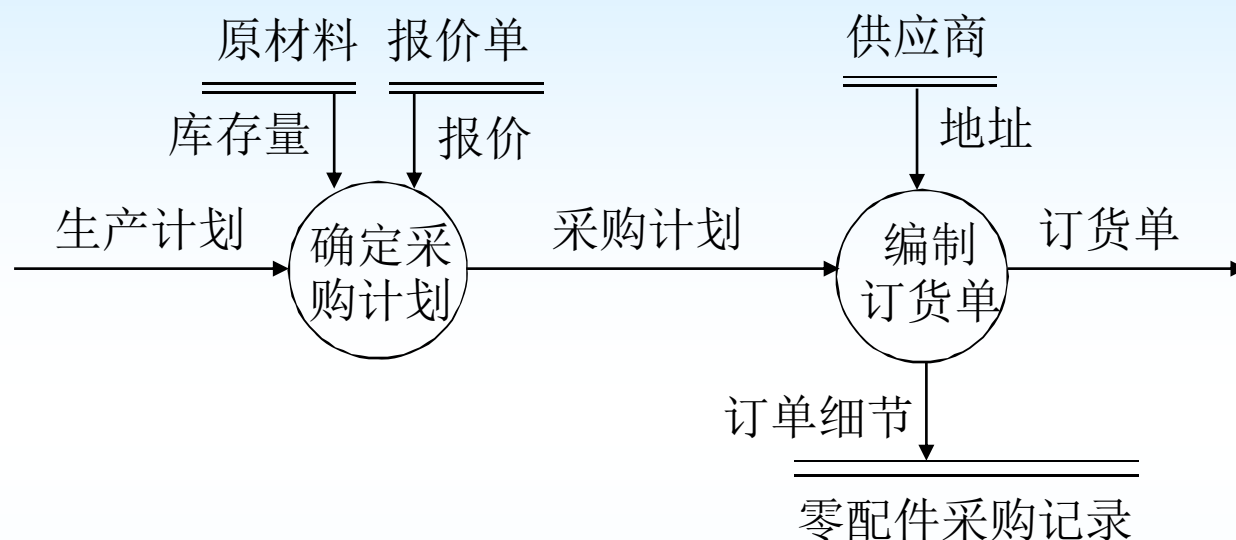 原材料 报价单
供应商
库存量
报价
地址
生产计划
确定采
购计划
采购计划
编制
订货单
订货单
订单细节
零配件采购记录